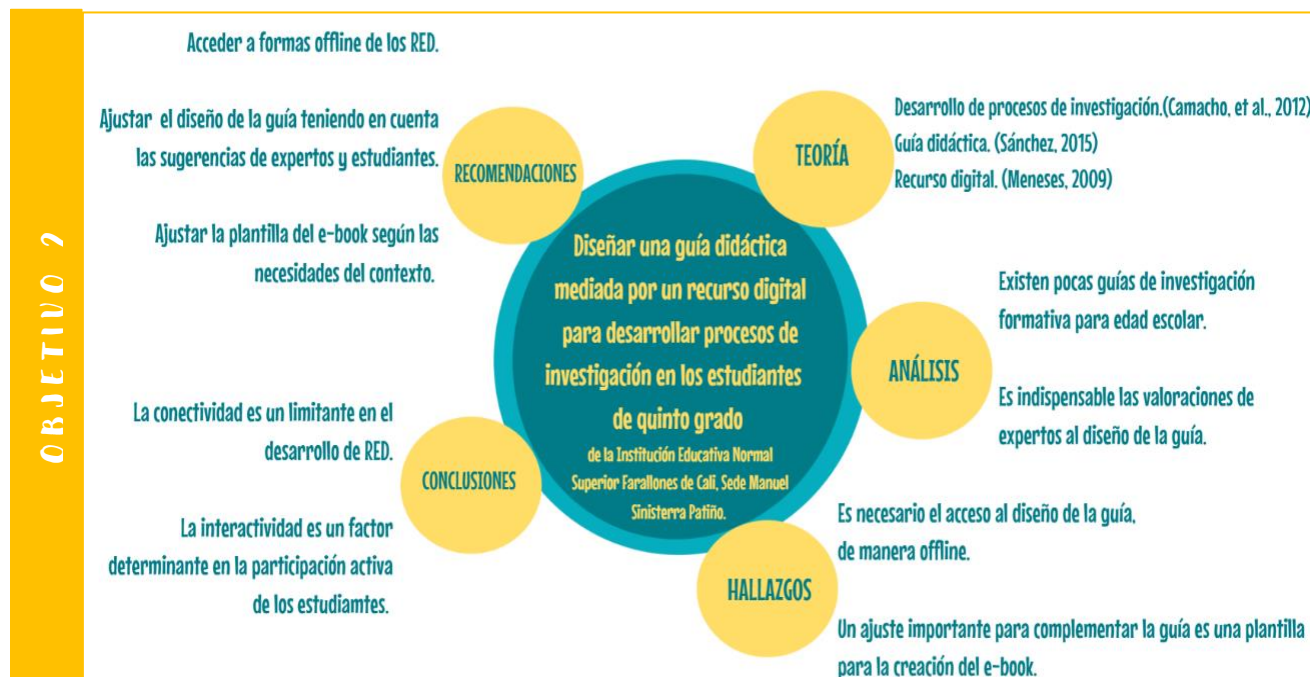 OBJETIVO 2
Diseñar una guía didáctica
mediada por un recurso digital
para desarrollar procesos de
investigación en los estudiantes
de quinto grado
de la Institución Educativa Normal
Superior Farallones de Cali, Sede Manuel
Sinisterra Patiño.
TEORÍA
Desarrollo de procesos de investigación.(Camacho, et al., 2012)
Guía didáctica. (Sánchez, 2015)
Recurso digital. (Meneses, 2009)
ANÁLISIS
Existen pocas guías de investigación
formativa para edad escolar.
Es indispensable las valoraciones de
expertos al diseño de la guía.
HALLAZGOS
Es necesario el acceso al diseño de la guía,
de manera offline.
Un ajuste importante para complementar la guía es una plantilla
para la creación del e-book.
CONCLUSIONES
La conectividad es un limitante en el
desarrollo de RED.
La interactividad es un factor
determinante en la participación activa
de los estudiamtes.
RECOMENDACIONES
Acceder a formas offline de los RED.
Ajustar el diseño de la guía teniendo en cuenta
las sugerencias de expertos y estudiantes.
Ajustar la plantilla del e-book según las
necesidades del contexto.